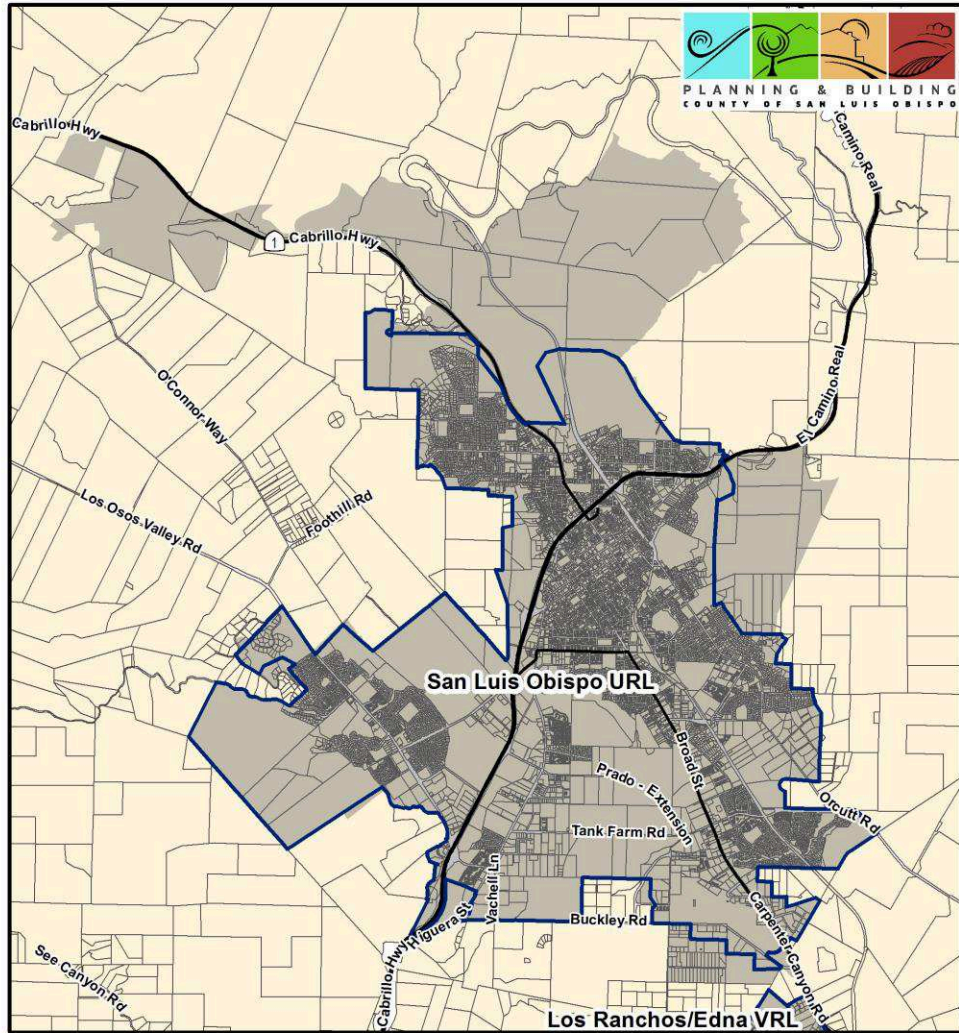 PLANNING & BUILDING
COUNTY OF SAN LUIS OBISPO
Cabrillo Hwy
Camino Real
1
Cabrillo Hwy
O'Connor Way
El Camino Real
Los Osos Valley Rd
Foothill Rd
San Luis Obispo URL
Broad St
Prado - Extension
Orcutt Rd
Tank Farm Rd
Vachell Ln
Higuera St
Buckley Rd
Carpenter Canyon Rd
Cabrillo Hwy
See Canyon Rd
Los Ranchos/Edna VRL